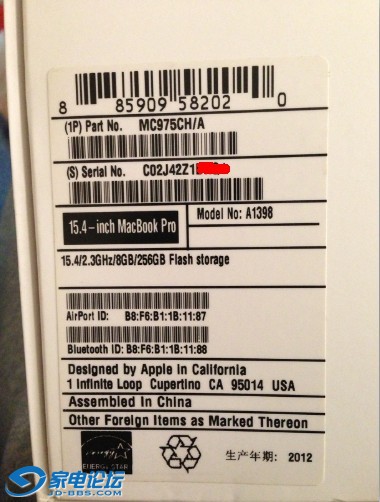 8 85909 58202 0
(1P) Part No. MC975CH/A
(S) Serial No. C02J42Z1
15.4-inch MacBook Pro
Model No: A1398
15.4/2.3GHz/8GB/256GB Flash storage
AirPort ID: B8:F6:B1:1B:11:87
Bluetooth ID: B8:F6:B1:1B:11:88
Designed by Apple in California
1 Infinite Loop Cupertino CA 95014 USA
Assembled In China
Other Foreign Items as Marked Thereon
ENERGY STAR
生产年期: 2012
家电论坛
JD-BBS.COM